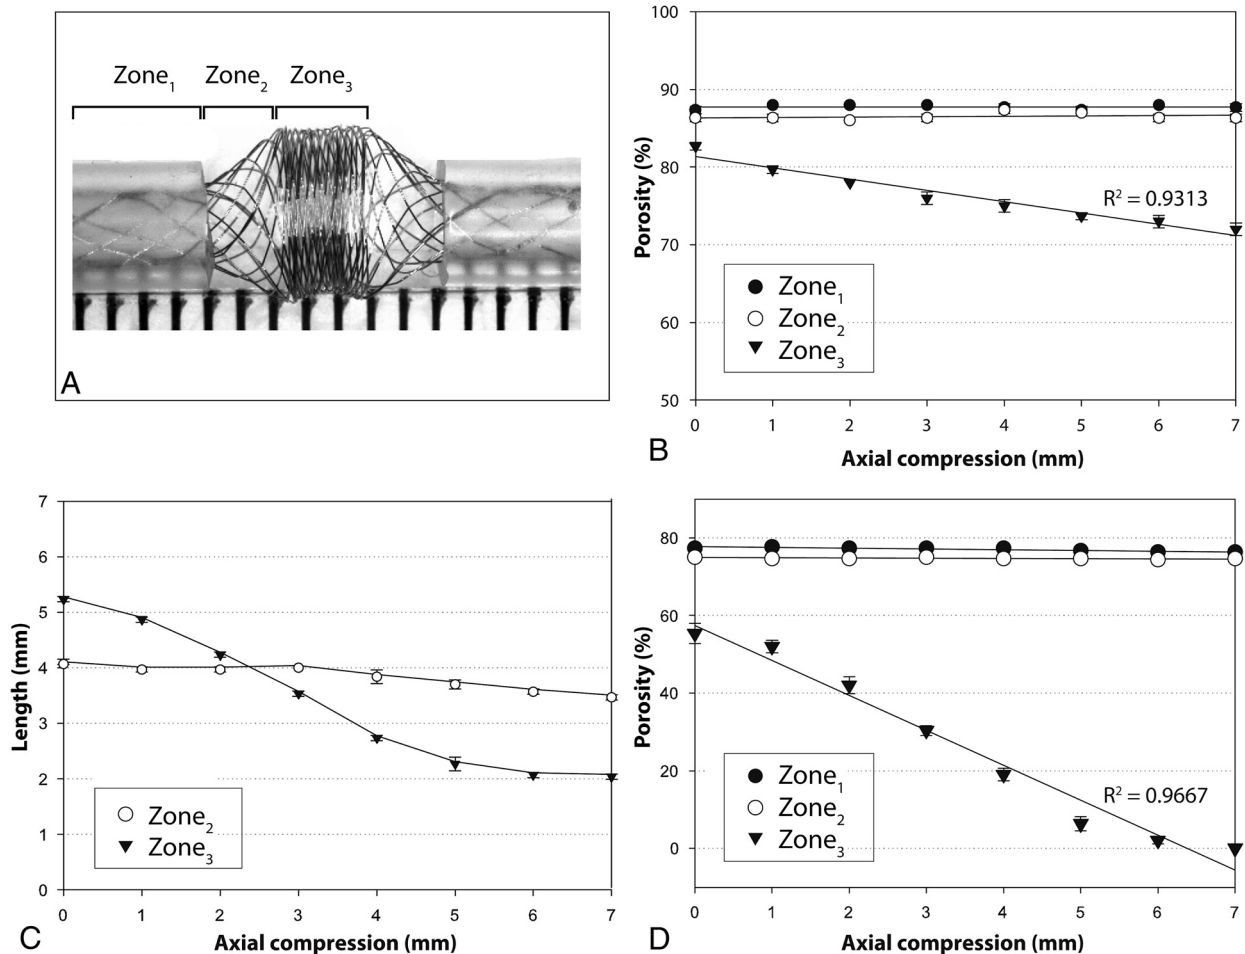 Zone1 Zone2 Zone3
A
100
90
80
70
60
50
Porosity (%)
R2 = 0.9313
Zone1
Zone2
Zone3
0 1 2 3 4 5 6 7
Axial compression (mm)
B
7
6
5
4
3
2
1
0
Length (mm)
Zone2
Zone3
0 1 2 3 4 5 6 7
Axial compression (mm)
C
80
60
40
20
0
Porosity (%)
R2 = 0.9667
Zone1
Zone2
Zone3
0 1 2 3 4 5 6 7
Axial compression (mm)
D